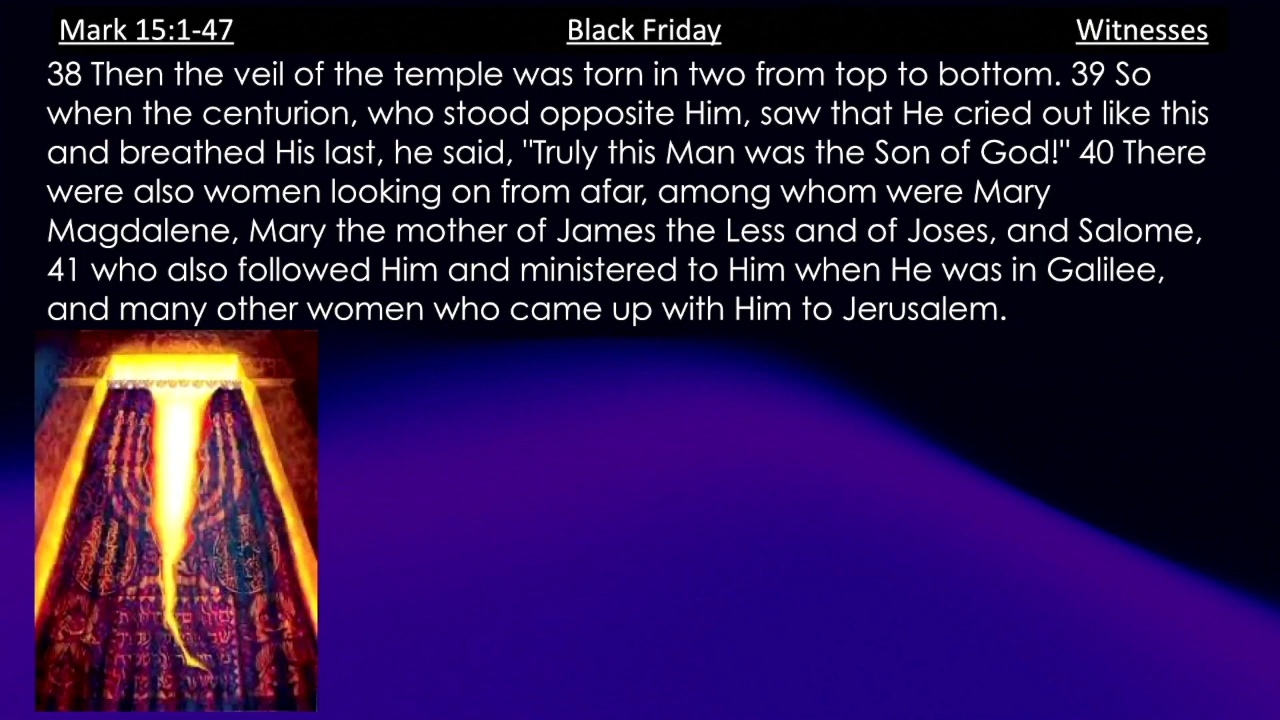 Mark 15:1-47 Black Friday Witnesses
38 Then the veil of the temple was torn in two from top to bottom. 39 So
when the centurion, who stood opposite Him, saw that He cried out like this
and breathed His last, he said, "Truly this Man was the Son of God!" 40 There
were also women looking on from afar, among whom were Mary
Magdalene, Mary the mother of James the Less and of Joses, and Salome,
41 who also followed Him and ministered to Him when He was in Galilee,
and many other women who came up with Him to Jerusalem.